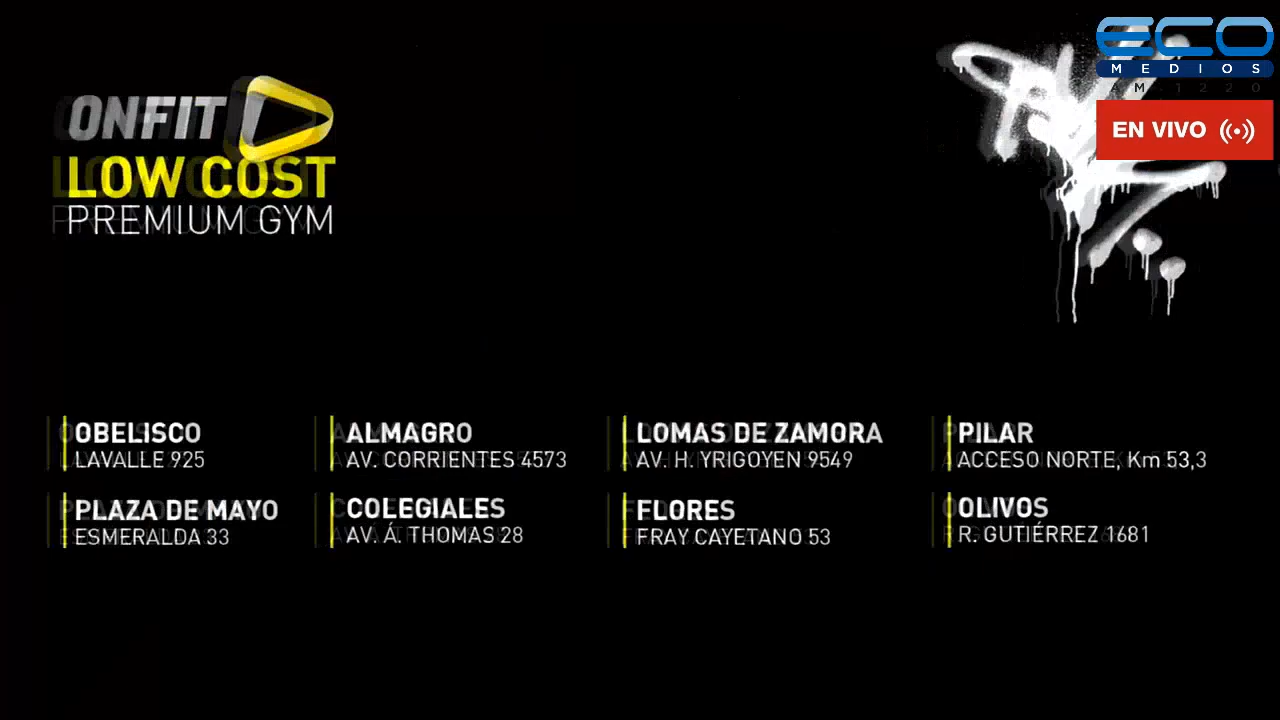 ONFIT
LOW COST
PREMIUM GYM
ECO
MEDIOS
AM 1220
EN VIVO
OBELISCO
LAVALLE 925
ALMAGRO
AV. CORRIENTES 4573
LOMAS DE ZAMORA
AV. H. YRIGOYEN 9549
PILAR
ACCESO NORTE, Km 53,3
PLAZA DE MAYO
ESMERALDA 33
COLEGIALES
AV. Á. THOMAS 28
FLORES
FRAY CAYETANO 53
OLIVOS
R. GUTIÉRREZ 1681